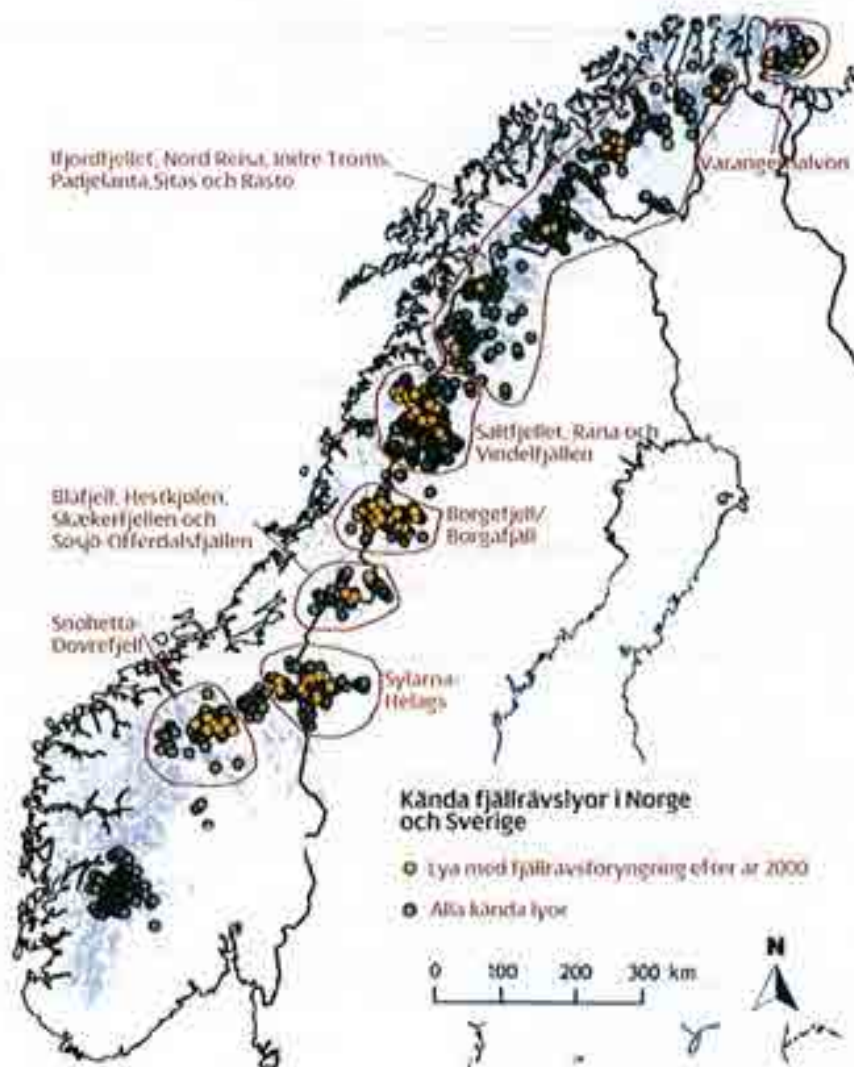 Ifjordfjellet, Nord Reisa, Indre Troms,
Padjelanta, Sitas och Rasto
Varangerhalvön
Saltfjellet, Rana och
Vindelfjällen
Blåfjell, Hestkjølen,
Skækerfjellen och
Sösjö-Offerdalsfjällen
Borgefjell/
Borgafjäll
Snøhetta-
Dovrefjell
Sylarna-
Helags
Kända fjällrävslyor i Norge
och Sverige
Lya med fjällrävsföryngring efter år 2000
Alla kända lyor
N
0 100 200 300 km